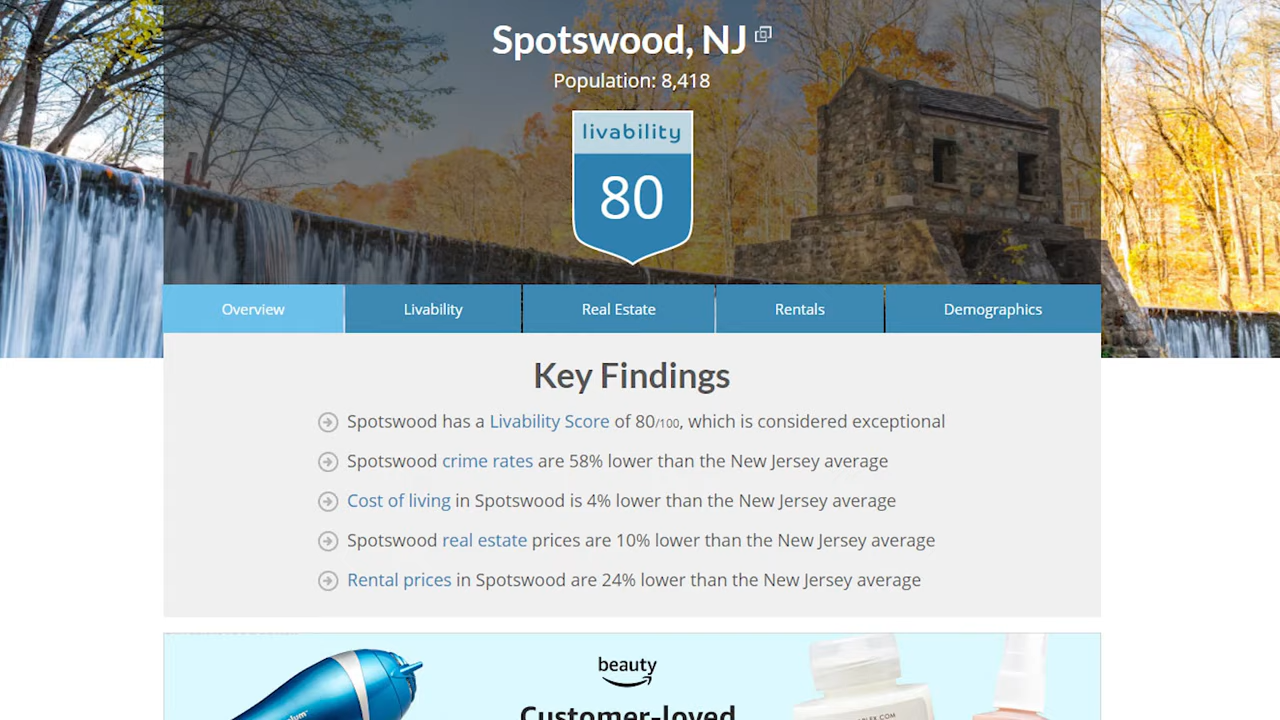 Spotswood, NJ
Population: 8,418
livability
80
Overview
Livability
Real Estate
Rentals
Demographics
Key Findings
Spotswood has a Livability Score of 80/100, which is considered exceptional
Spotswood crime rates are 58% lower than the New Jersey average
Cost of living in Spotswood is 4% lower than the New Jersey average
Spotswood real estate prices are 10% lower than the New Jersey average
Rental prices in Spotswood are 24% lower than the New Jersey average
beauty
Customer-loved